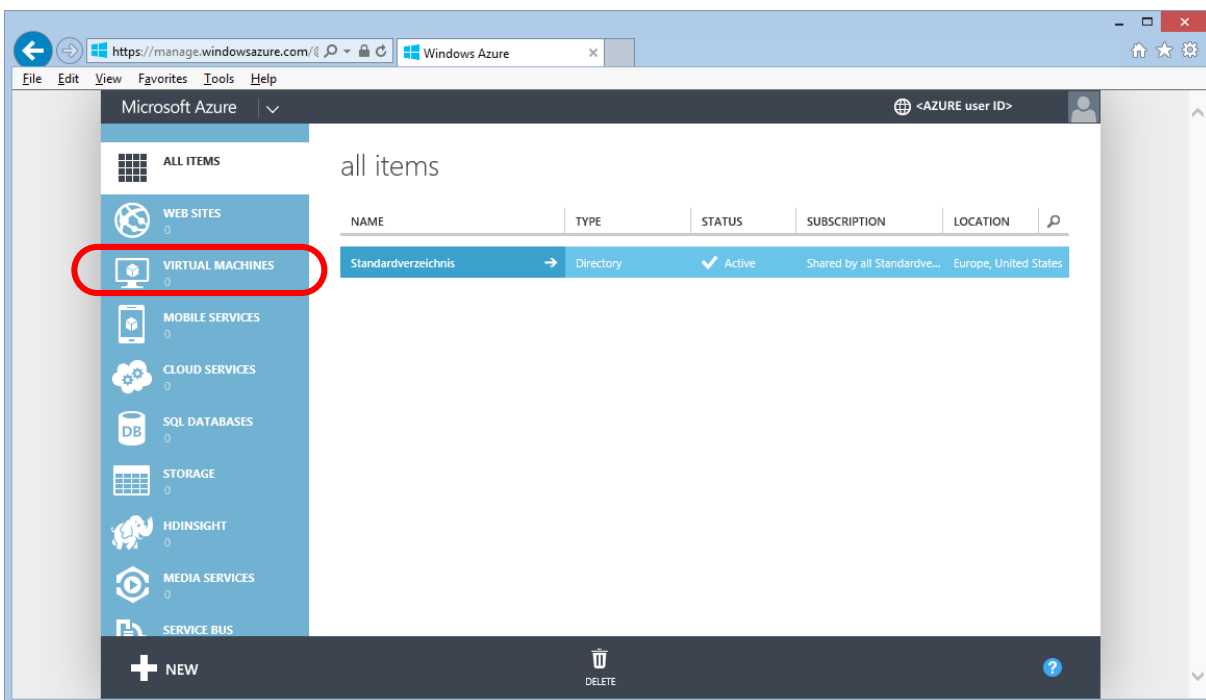 https://manage.windowsazure.com/
Windows Azure
File Edit View Favorites Tools Help
Microsoft Azure
<AZURE user ID>
ALL ITEMS
all items
WEB SITES
0
NAME TYPE STATUS SUBSCRIPTION LOCATION
VIRTUAL MACHINES
0
Standardverzeichnis Directory Active Shared by all Standardve... Europe, United States
MOBILE SERVICES
0
CLOUD SERVICES
0
DB
SQL DATABASES
0
STORAGE
0
HDINSIGHT
0
MEDIA SERVICES
0
SERVICE BUS
NEW
DELETE
?